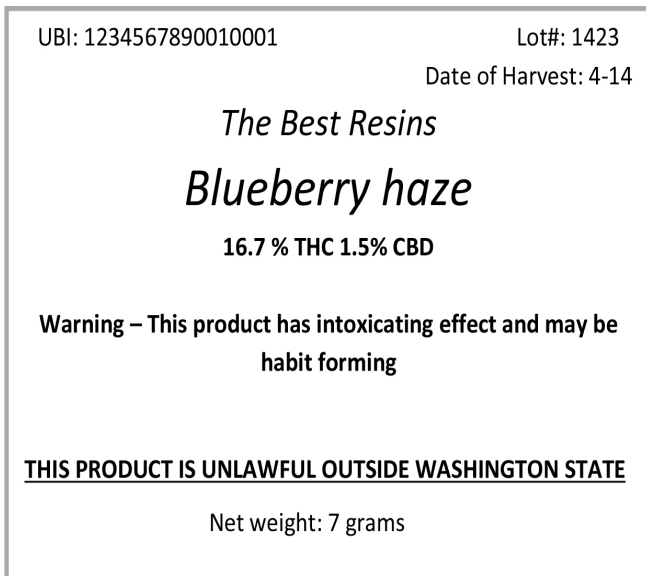 UBI: 1234567890010001 Lot#: 1423
Date of Harvest: 4-14
The Best Resins
Blueberry haze
16.7 % THC 1.5% CBD
Warning – This product has intoxicating effect and may be
habit forming
THIS PRODUCT IS UNLAWFUL OUTSIDE WASHINGTON STATE
Net weight: 7 grams